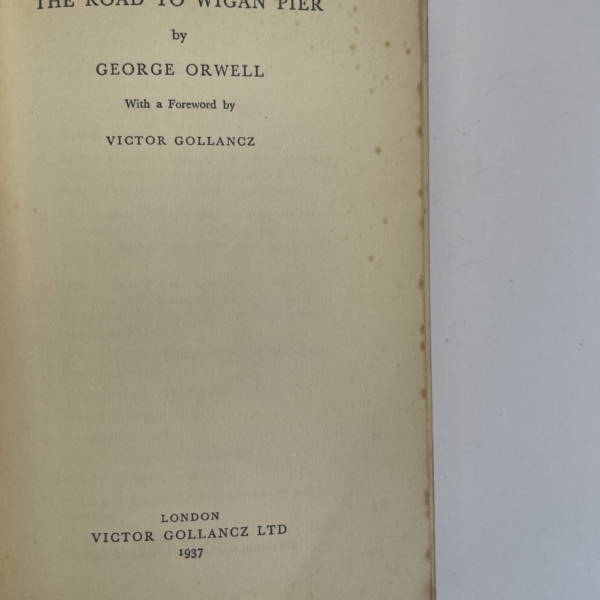 THE ROAD TO WIGAN PIER
by
GEORGE ORWELL
With a Foreword by
VICTOR GOLLANCZ
LONDON
VICTOR GOLLANCZ LTD
1937